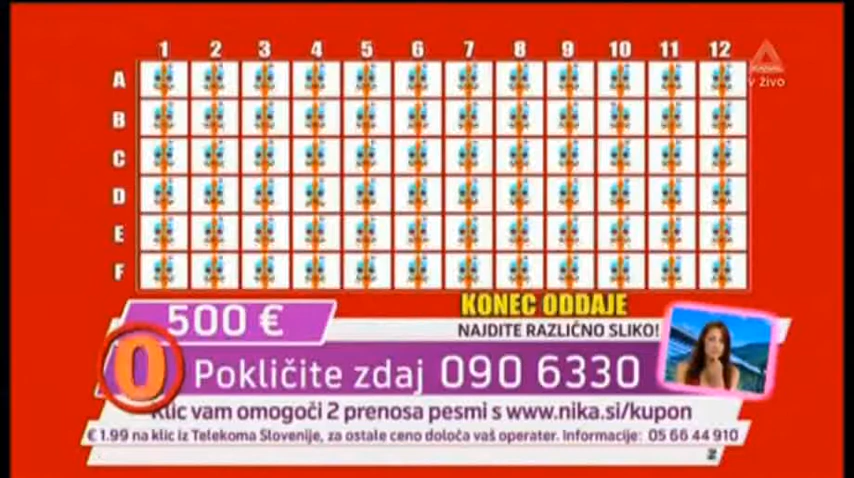 1 2 3 4 5 6 7 8 9 10 11 12
v živo
A
B
C
D
E
F
500 €
KONEC ODDAJE
NAJDITE RAZLIČNO SLIKO!
0
Pokličite zdaj 090 6330
Klic vam omogoči 2 prenosa pesmi s www.nika.si/kupon
€ 1.99 na klic iz Telekoma Slovenije, za ostale ceno določa vaš operater. Informacije: 05 66 44 910